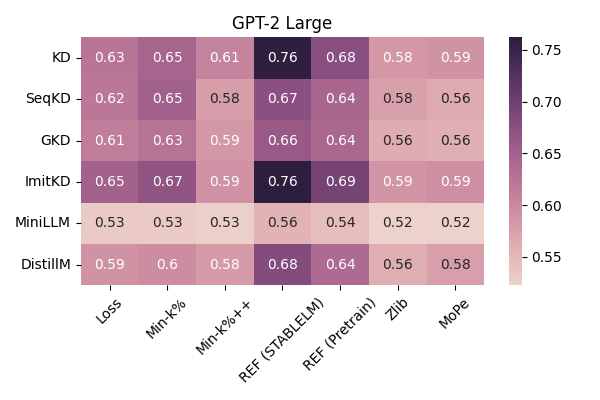 GPT-2 Large
KD 0.63 0.65 0.61 0.76 0.68 0.58 0.59
SeqKD 0.62 0.65 0.58 0.67 0.64 0.58 0.56
GKD 0.61 0.63 0.59 0.66 0.64 0.56 0.56
ImitKD 0.65 0.67 0.59 0.76 0.69 0.59 0.59
MiniLLM 0.53 0.53 0.53 0.56 0.54 0.52 0.52
DistillM 0.59 0.6 0.58 0.68 0.64 0.56 0.58
Loss Min-k% Min-k%++ REF (STABLELM) REF (Pretrain) Zlib MoPe
0.75
0.70
0.65
0.60
0.55